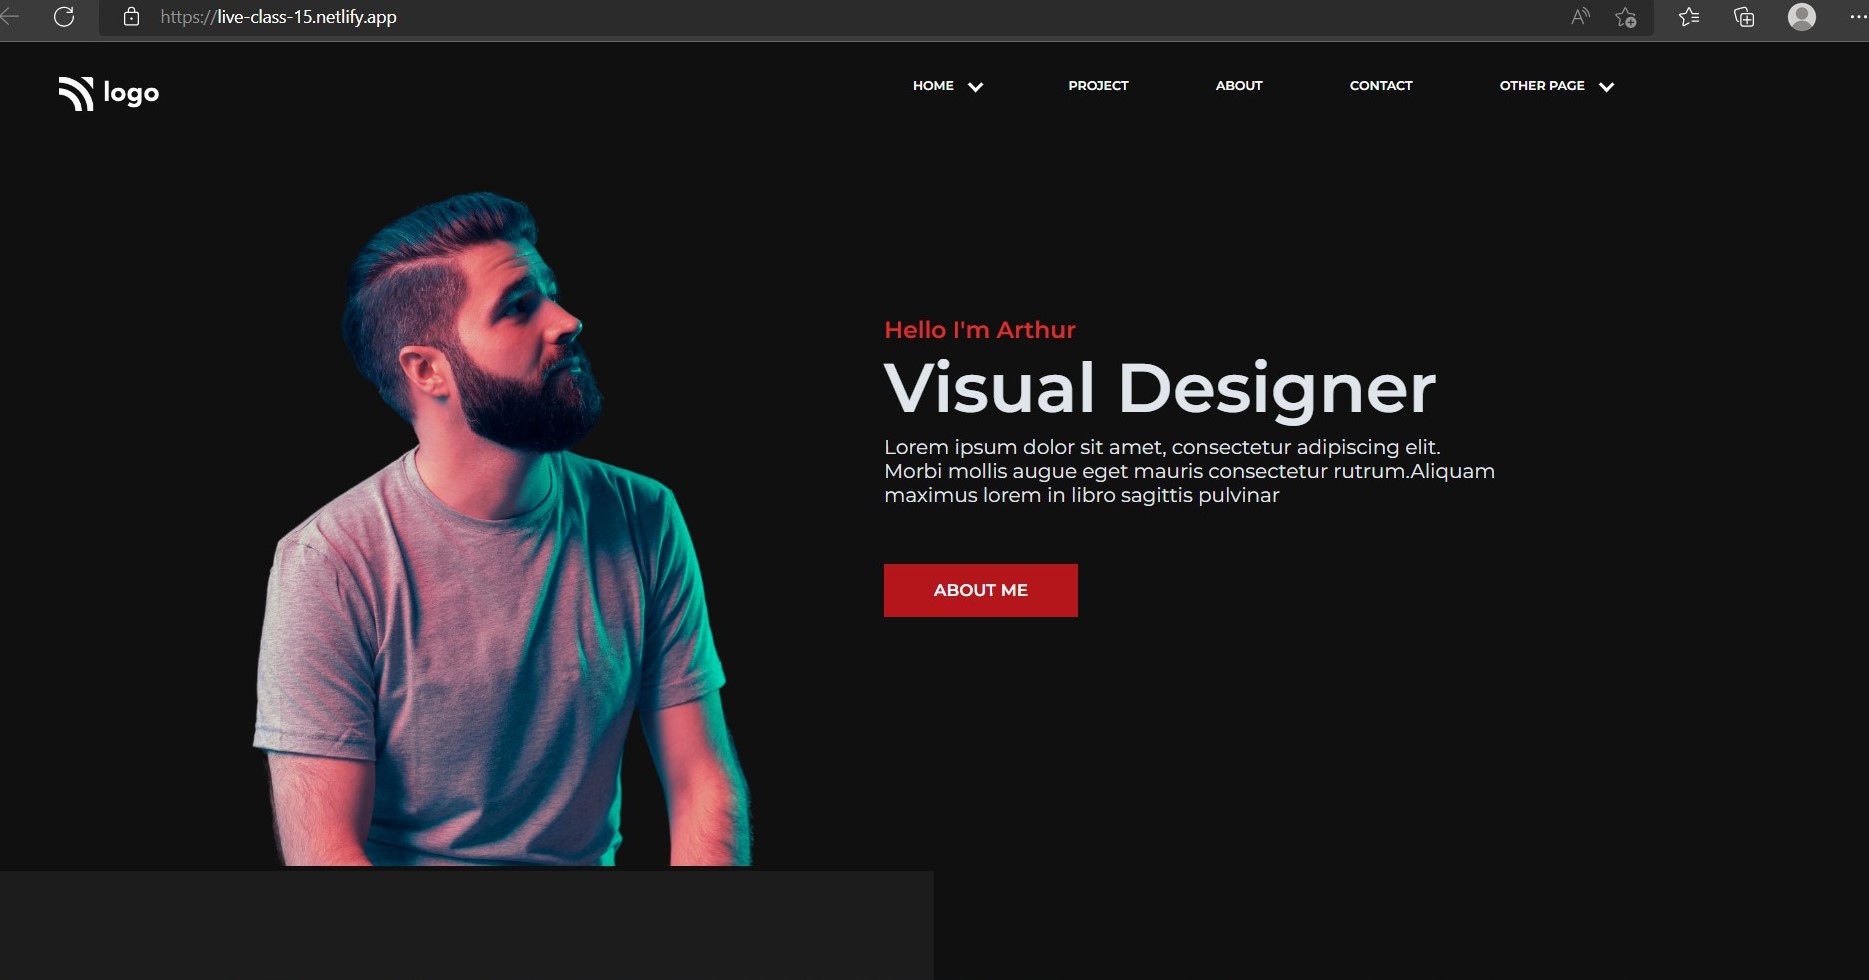 https://live-class-15.netlify.app
logo
HOME PROJECT ABOUT CONTACT OTHER PAGE
Hello I'm Arthur
Visual Designer
Lorem ipsum dolor sit amet, consectetur adipiscing elit.
Morbi mollis augue eget mauris consectetur rutrum.Aliquam
maximus lorem in libro sagittis pulvinar
ABOUT ME